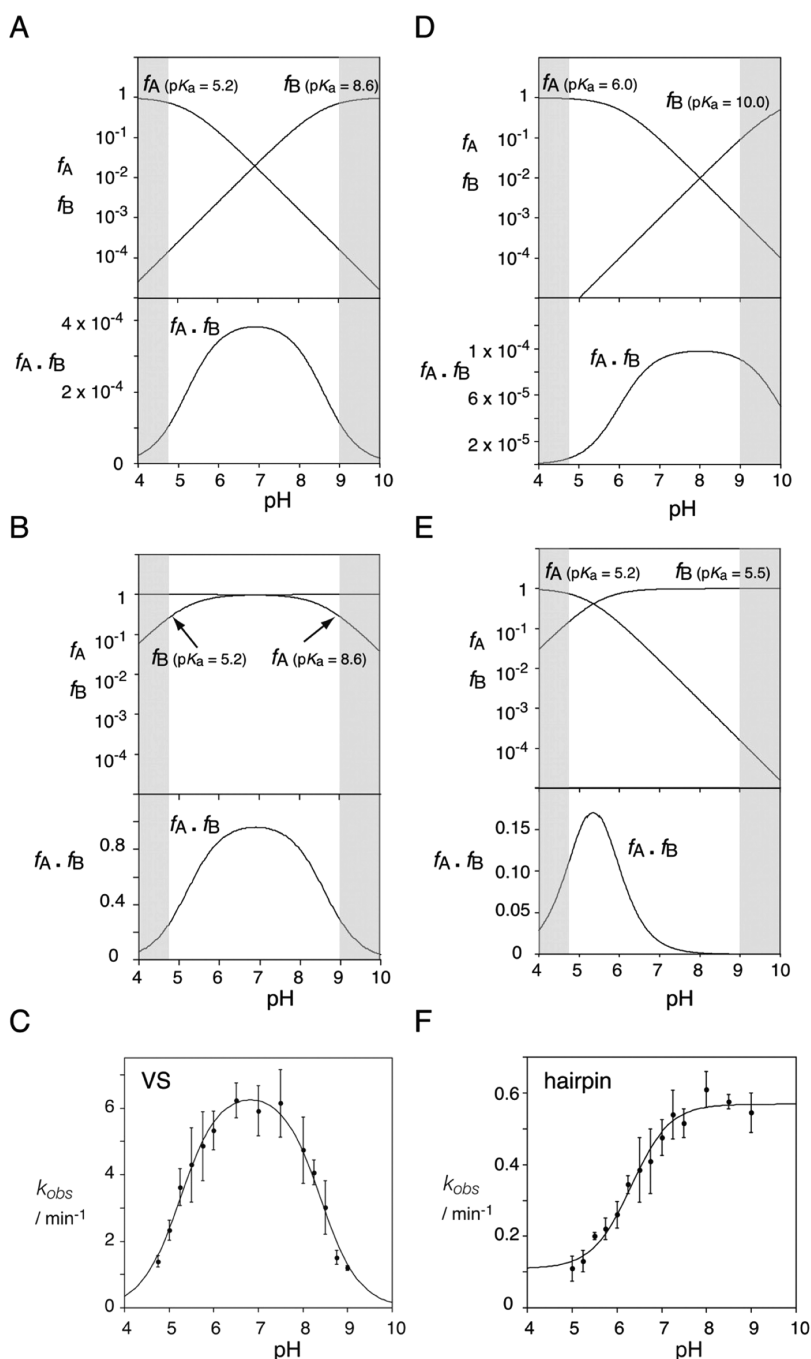 A
fA (pKa = 5.2) fB (pKa = 8.6)
1
10-1
fA 10-2
fB 10-3
10-4
4 x 10-4
fA . fB
fA . fB
2 x 10-4
0
4 5 6 7 8 9 10
pH
B
1
10-1
fA
fB (pKa = 5.2) fA (pKa = 8.6)
fB 10-2
10-3
10-4
fA . fB
0.8
fA . fB
0.4
0
4 5 6 7 8 9 10
pH
C
VS
6
kobs 4
/ min-1
2
0
4 5 6 7 8 9 10
pH
D
fA (pKa = 6.0)
1
fB (pKa = 10.0)
fA 10-1
fB 10-2
10-3
10-4
1 x 10-4
fA . fB
fA . fB
6 x 10-5
2 x 10-5
4 5 6 7 8 9 10
pH
E
fA (pKa = 5.2) fB (pKa = 5.5)
1
10-1
fA
10-2
fB
10-3
10-4
0.15
fA . fB 0.10 fA . fB
0.05
0
4 5 6 7 8 9 10
pH
F
hairpin
0.6
kobs 0.4
/ min-1
0.2
0
4 5 6 7 8 9 10
pH